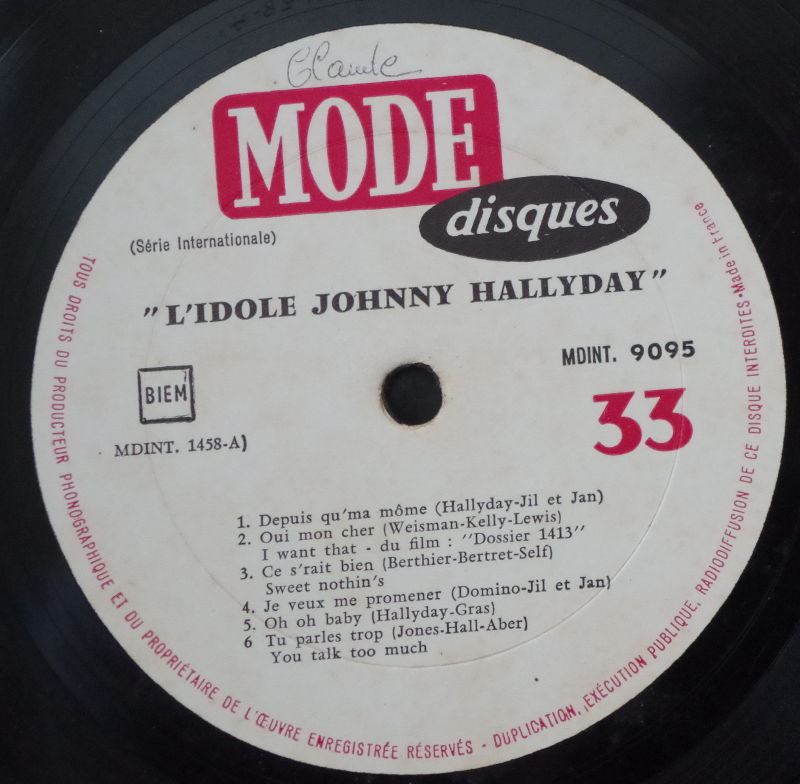 Claude
MODE
disques
(Série Internationale)
"L'IDOLE JOHNNY HALLYDAY"
MDINT. 9095
BIEM
33
MDINT. 1458-A)
1. Depuis qu'ma môme (Hallyday-Jil et Jan)
2. Oui mon cher (Weisman-Kelly-Lewis)
I want that - du film : "Dossier 1413"
3. Ce s'rait bien (Berthier-Bertret-Self)
Sweet nothin's
4. Je veux me promener (Domino-Jil et Jan)
5. Oh oh baby (Hallyday-Gras)
6 Tu parles trop (Jones-Hall-Aber)
You talk too much
TOUS DROITS DU PRODUCTEUR PHONOGRAPHIQUE ET DU PROPRIÉTAIRE DE L'ŒUVRE ENREGISTRÉE RÉSERVÉS - DUPLICATION, EXÉCUTION PUBLIQUE, RADIODIFFUSION DE CE DISQUE INTERDITES • Made in France